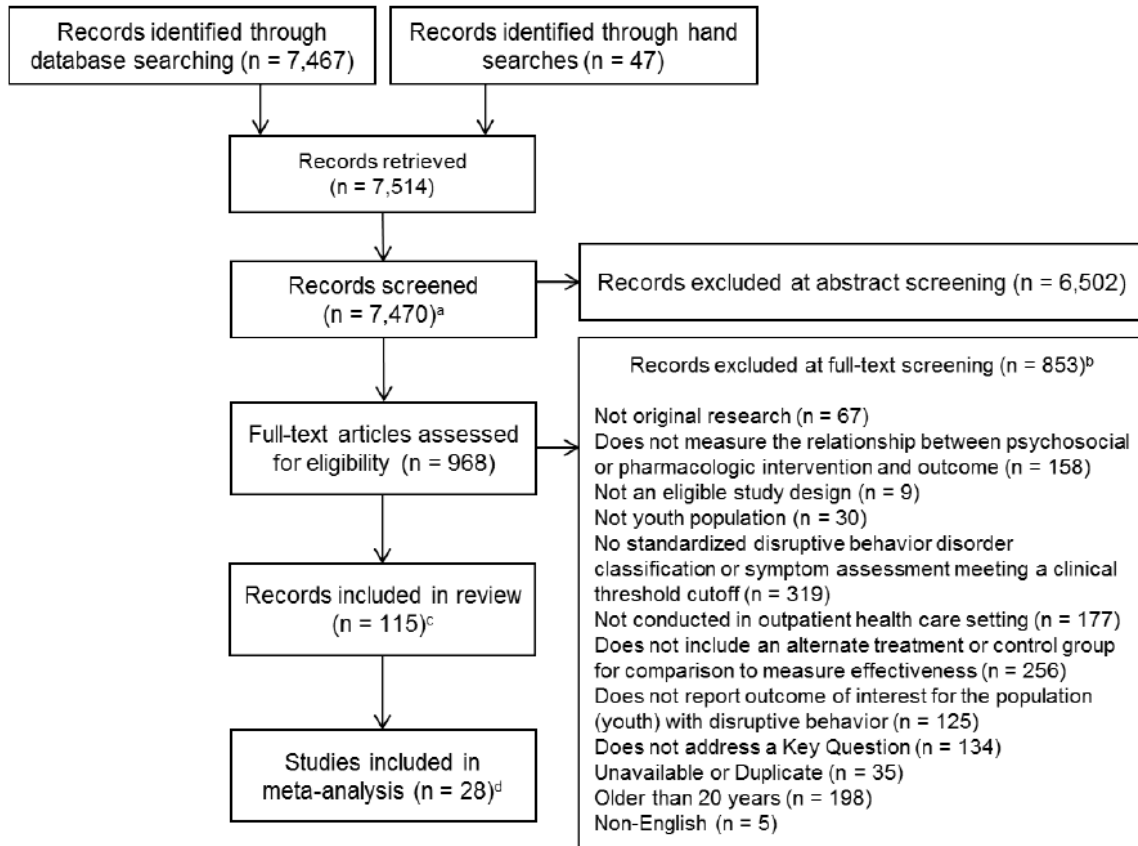 Records identified through
database searching (n = 7,467)
Records identified through hand
searches (n = 47)
Records retrieved
(n = 7,514)
Records screened
(n = 7,470)ᵃ
Records excluded at abstract screening (n = 6,502)
Full-text articles assessed
for eligibility (n = 968)
Records excluded at full-text screening (n = 853)ᵇ
Not original research (n = 67)
Does not measure the relationship between psychosocial
or pharmacologic intervention and outcome (n = 158)
Not an eligible study design (n = 9)
Not youth population (n = 30)
No standardized disruptive behavior disorder
classification or symptom assessment meeting a clinical
threshold cutoff (n = 319)
Not conducted in outpatient health care setting (n = 177)
Does not include an alternate treatment or control group
for comparison to measure effectiveness (n = 256)
Does not report outcome of interest for the population
(youth) with disruptive behavior (n = 125)
Does not address a Key Question (n = 134)
Unavailable or Duplicate (n = 35)
Older than 20 years (n = 198)
Non-English (n = 5)
Records included in review
(n = 115)ᶜ
Studies included in
meta-analysis (n = 28)ᵈ